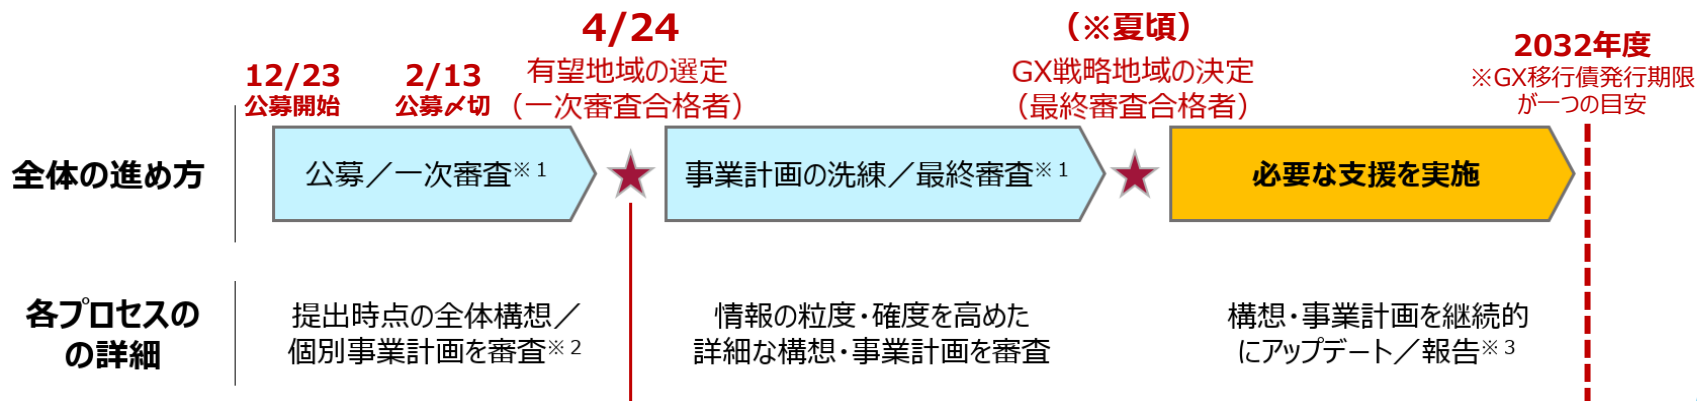 12/23
公募開始
2/13
公募〆切
4/24
有望地域の選定
（一次審査合格者）
（※夏頃）
GX戦略地域の決定
（最終審査合格者）
2032年度
※GX移行債発行期限
が一つの目安
全体の進め方
公募／一次審査※1
事業計画の洗練／最終審査※1
必要な支援を実施
各プロセスの
の詳細
提出時点の全体構想／
個別事業計画を審査※2
情報の粒度・確度を高めた
詳細な構想・事業計画を審査
構想・事業計画を継続的
にアップデート／報告※3